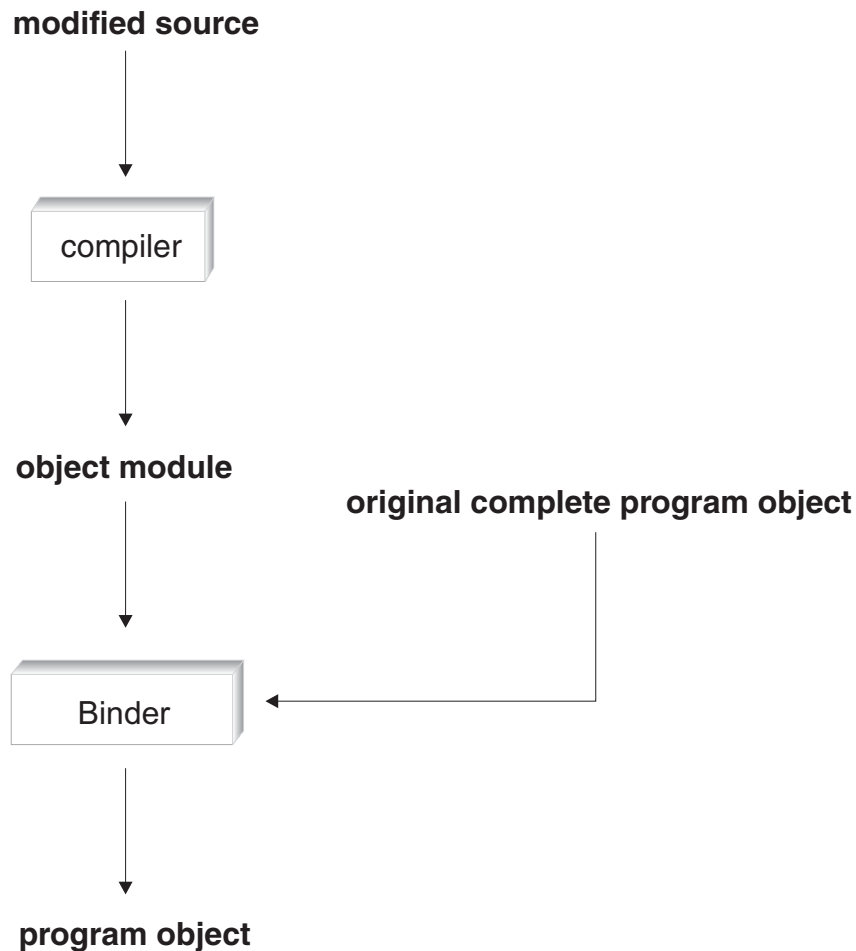 modified source
compiler
object module
original complete program object
Binder
program object